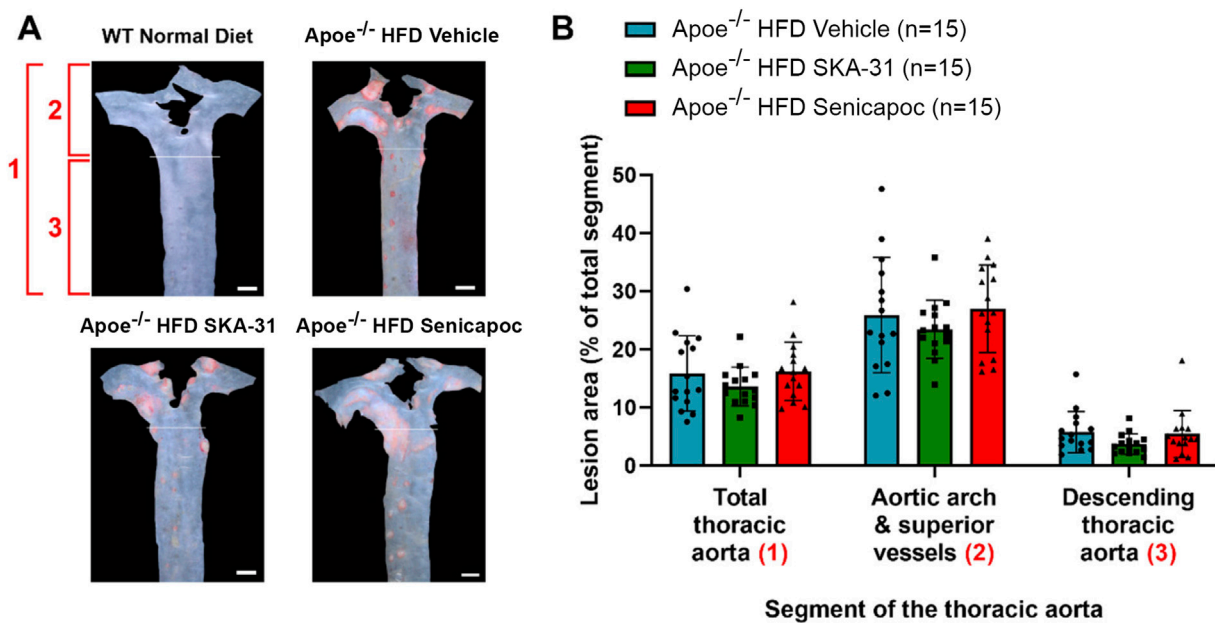 A
WT Normal Diet
Apoe⁻/⁻ HFD Vehicle
1
2
3
Apoe⁻/⁻ HFD SKA-31
Apoe⁻/⁻ HFD Senicapoc
B
Apoe⁻/⁻ HFD Vehicle (n=15)
Apoe⁻/⁻ HFD SKA-31 (n=15)
Apoe⁻/⁻ HFD Senicapoc (n=15)
Lesion area (% of total segment)
50
40
30
20
10
0
Total
thoracic
aorta (1)
Aortic arch
& superior
vessels (2)
Descending
thoracic
aorta (3)
Segment of the thoracic aorta